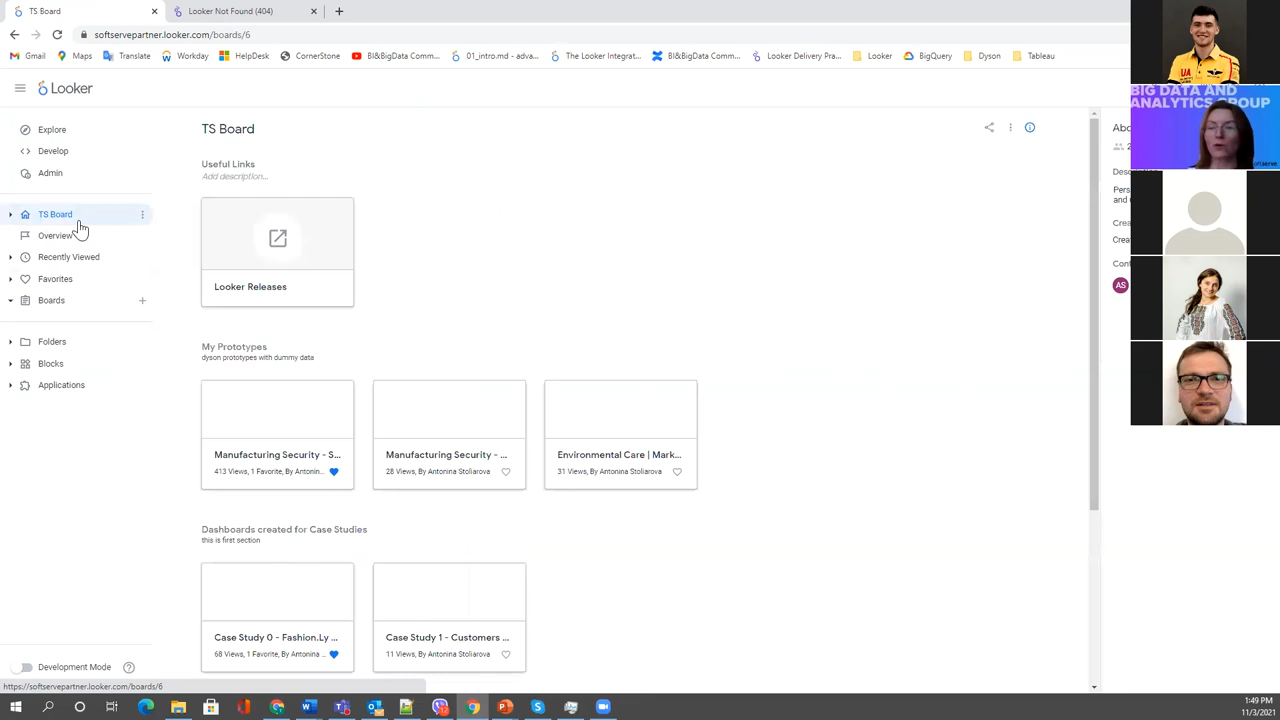 TS Board
Looker Not Found (404)
softservepartner.looker.com/boards/6
Gmail
Maps
Translate
Workday
HelpDesk
CornerStone
BI&BigData Comm...
01_intro.md - adva...
The Looker Integrat...
BI&BigData Comm...
Looker Delivery Pra...
Looker
BigQuery
Dyson
Tableau
Looker
Explore
Develop
Admin
TS Board
Overview
Recently Viewed
Favorites
Boards
Folders
Blocks
Applications
Development Mode
TS Board
Useful Links
Add description...
Looker Releases
My Prototypes
dyson prototypes with dummy data
Manufacturing Security - S...
413 Views, 1 Favorite, By Antonin...
Manufacturing Security - ...
28 Views, By Antonina Stoliarova
Environmental Care | Mark...
31 Views, By Antonina Stoliarova
Dashboards created for Case Studies
this is first section
Case Study 0 - Fashion.Ly ...
68 Views, 1 Favorite, By Antonina ...
Case Study 1 - Customers ...
11 Views, By Antonina Stoliarova
AS
BIG DATA AND
ANALYTICS GROUP
https://softservepartner.looker.com/boards/6
1:49 PM
11/3/2021